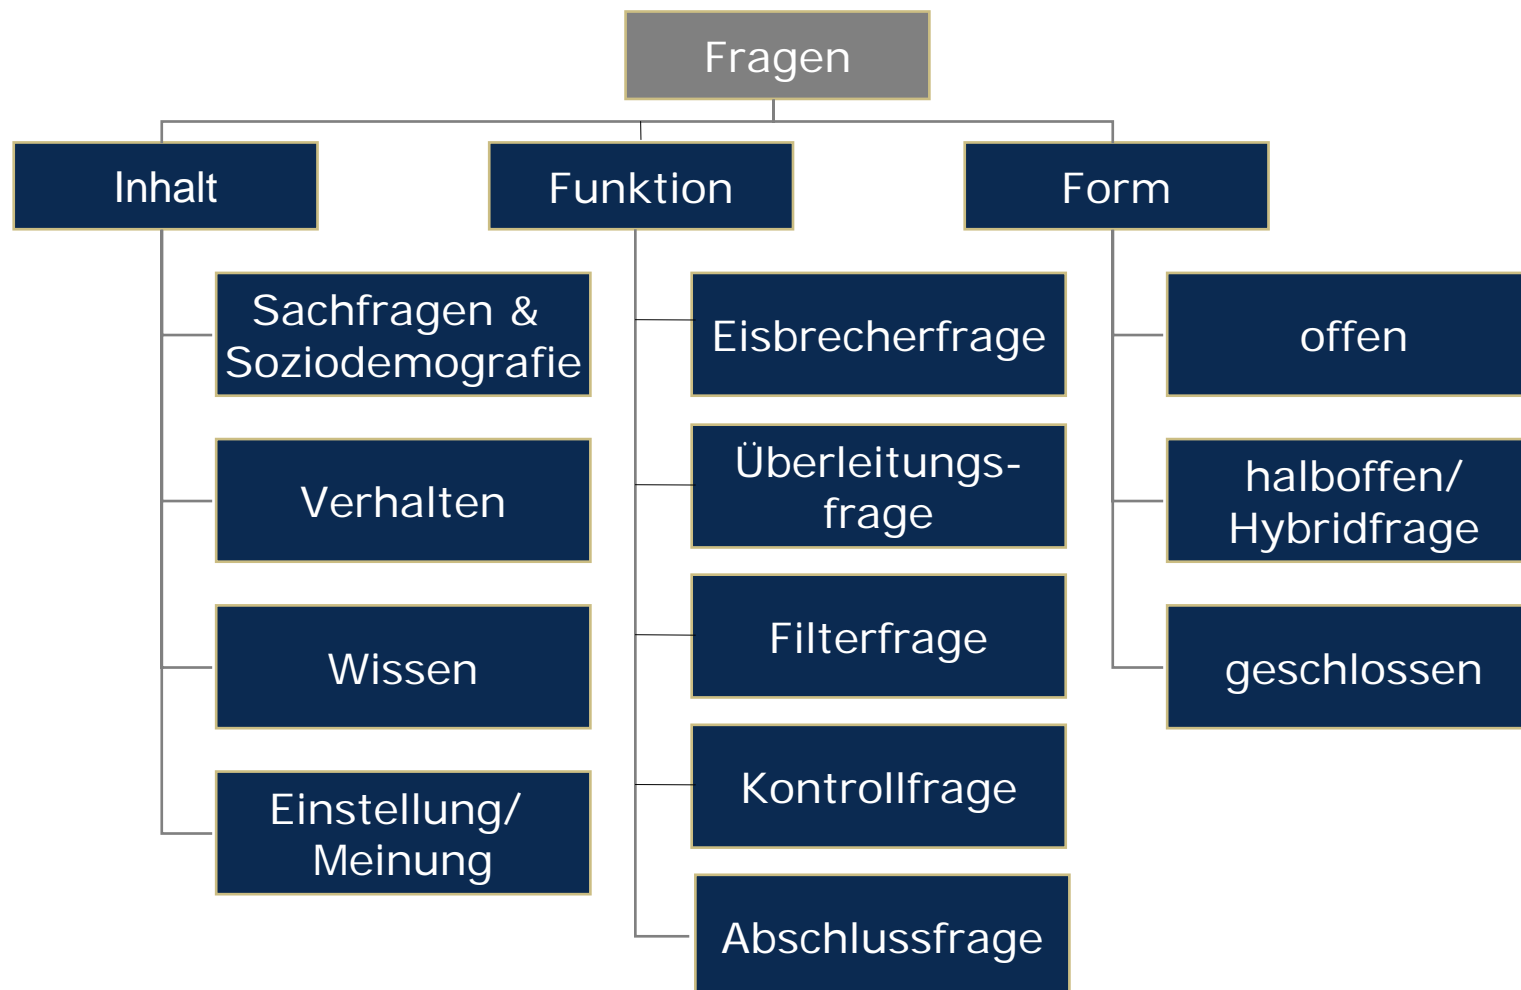 Fragen
Inhalt
Funktion
Form
Sachfragen &
Soziodemografie
Verhalten
Wissen
Einstellung/
Meinung
Eisbrecherfrage
Überleitungs-
frage
Filterfrage
Kontrollfrage
Abschlussfrage
offen
halboffen/
Hybridfrage
geschlossen